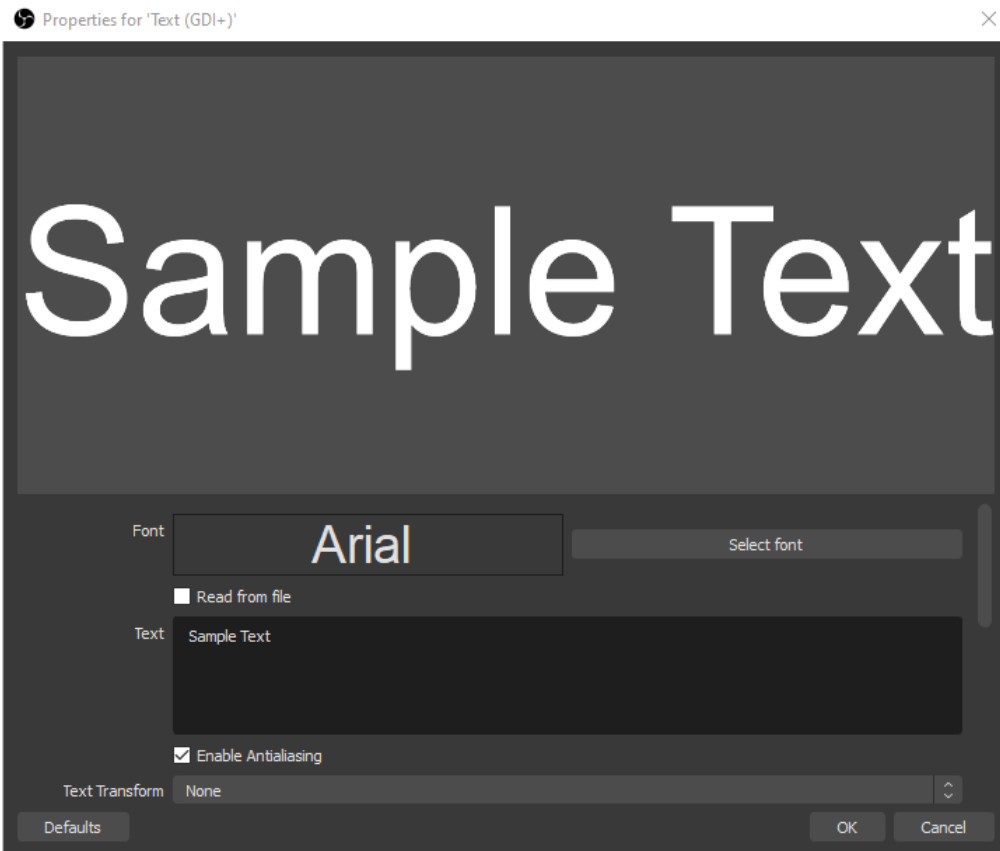 Properties for 'Text (GDI+)'
Sample Text
Font
Arial
Select font
Read from file
Text
Sample Text
Enable Antialiasing
Text Transform
None
Defaults
OK
Cancel